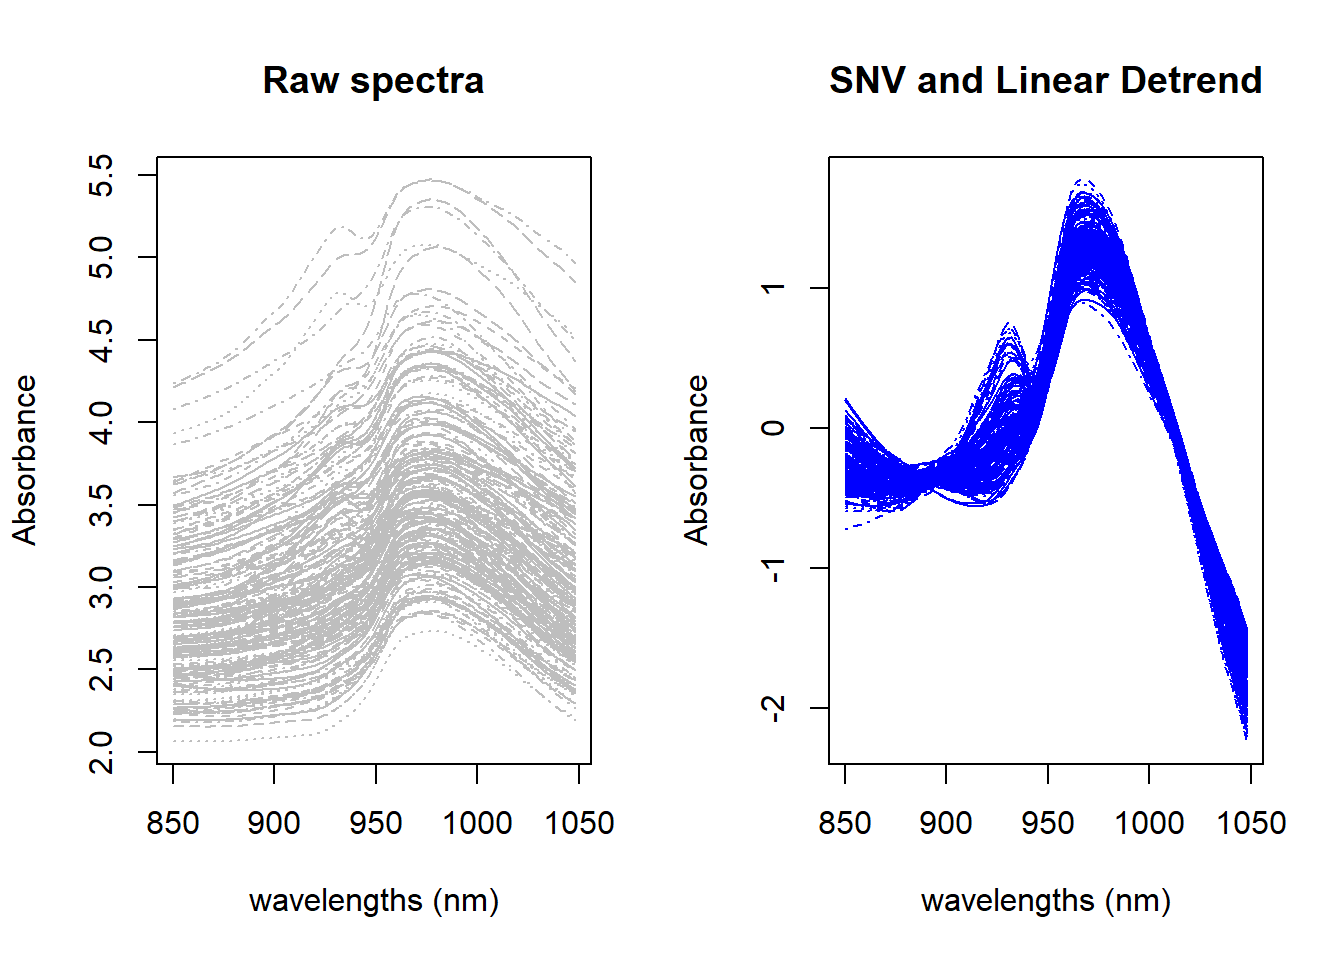 Raw spectra
Absorbance
5.5
5.0
4.5
4.0
3.5
3.0
2.5
2.0
850 900 950 1000 1050
wavelengths (nm)
SNV and Linear Detrend
Absorbance
1
0
-1
-2
850 900 950 1000 1050
wavelengths (nm)